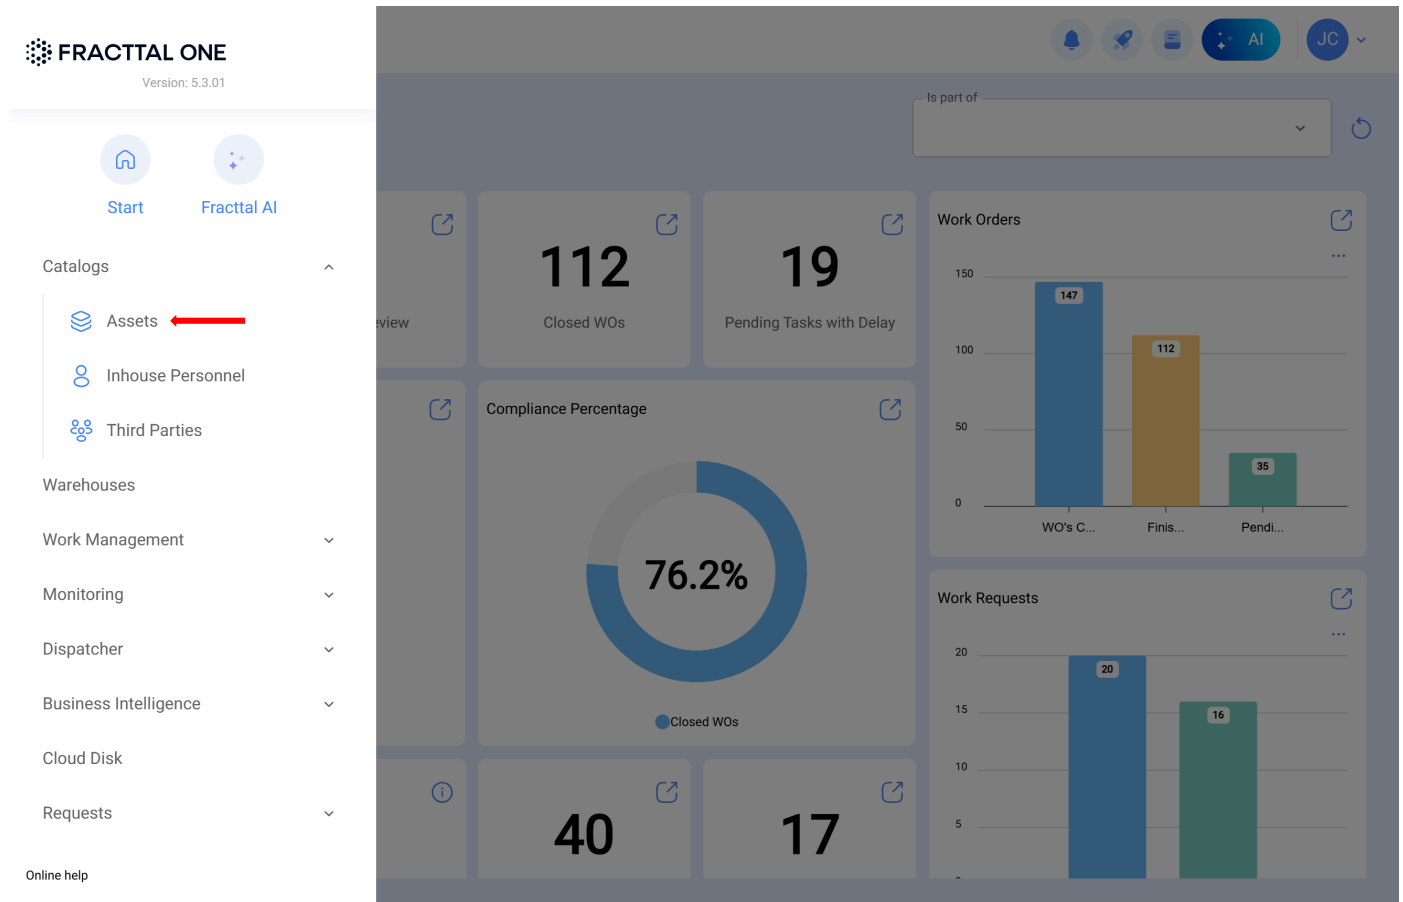 FRACTTAL ONE
Version: 5.3.01
Start
Fracttal AI
Catalogs
Assets
Inhouse Personnel
Third Parties
Warehouses
Work Management
Monitoring
Dispatcher
Business Intelligence
Cloud Disk
Requests
Online help
AI
JC
Is part of
eview
112
Closed WOs
19
Pending Tasks with Delay
Compliance Percentage
76.2%
Closed WOs
40
17
Work Orders
...
150
100
50
0
147
112
35
WO's C...
Finis...
Pendi...
Work Requests
...
20
15
10
5
20
16